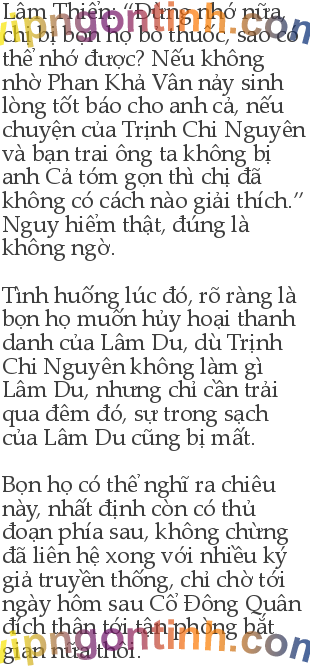 Lâm Thiển: "Đừng nhớ nữa,
chị bị bọn họ bỏ thuốc, sao có
thể nhớ được? Nếu không
nhờ Phan Khả Vân nảy sinh
lòng tốt báo cho anh cả, nếu
chuyện của Trịnh Chi Nguyên
và bạn trai ông ta không bị
anh Cả tóm gọn thì chị đã
không có cách nào giải thích."
Nguy hiểm thật, đúng là
không ngờ.
Tình huống lúc đó, rõ ràng là
bọn họ muốn hủy hoại thanh
danh của Lâm Du, dù Trịnh
Chi Nguyên không làm gì
Lâm Du, nhưng chỉ cần trải
qua đêm đó, sự trong sạch
của Lâm Du cũng bị mất.
Bọn họ có thể nghĩ ra chiêu
này, nhất định còn có thủ
đoạn phía sau, không chừng
đã liên hệ xong với nhiều ký
giả truyền thống, chỉ chờ tới
ngày hôm sau Cổ Đông Quân
đích thân tới tận phòng bắt
gian nữa thôi.
vipngontinh.com
vipngontinh.com